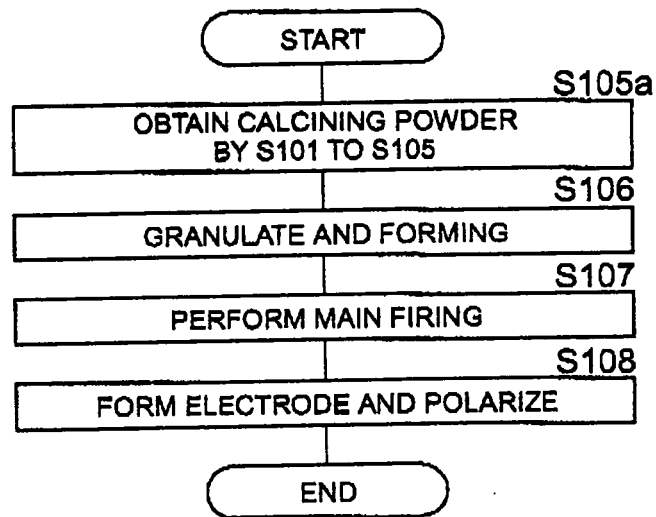 START
S105a
OBTAIN CALCINING POWDER
BY S101 TO S105
S106
GRANULATE AND FORMING
S107
PERFORM MAIN FIRING
S108
FORM ELECTRODE AND POLARIZE
END